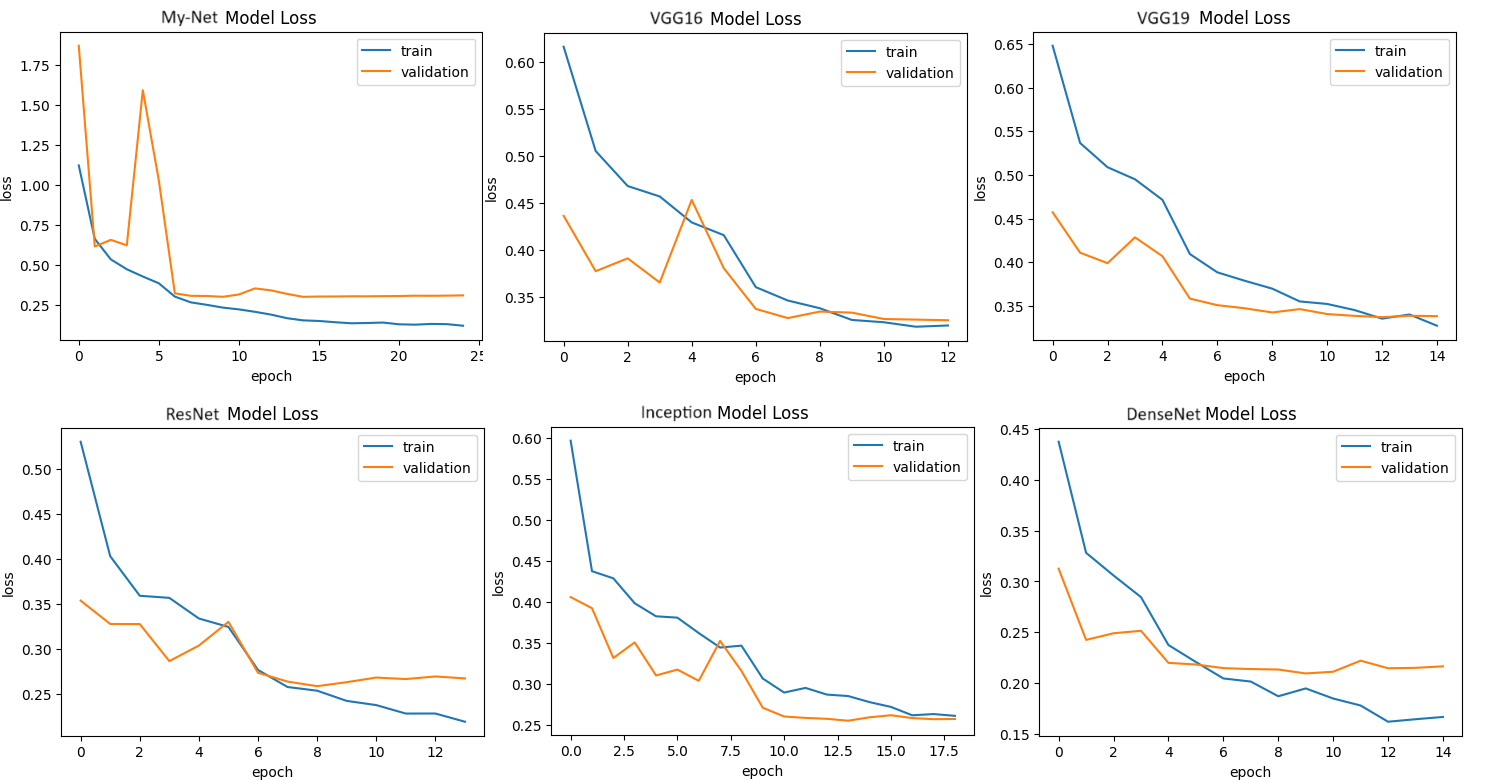 My-Net Model Loss
train
validation
1.75
1.50
1.25
1.00
0.75
0.50
0.25
loss
0 5 10 15 20 25
epoch
VGG16 Model Loss
train
validation
0.60
0.55
0.50
0.45
0.40
0.35
loss
0 2 4 6 8 10 12
epoch
VGG19 Model Loss
train
validation
0.65
0.60
0.55
0.50
0.45
0.40
0.35
loss
0 2 4 6 8 10 12 14
epoch
ResNet Model Loss
train
validation
0.50
0.45
0.40
0.35
0.30
0.25
loss
0 2 4 6 8 10 12
epoch
Inception Model Loss
train
validation
0.60
0.55
0.50
0.45
0.40
0.35
0.30
0.25
loss
0.0 2.5 5.0 7.5 10.0 12.5 15.0 17.5
epoch
DenseNet Model Loss
train
validation
0.45
0.40
0.35
0.30
0.25
0.20
0.15
loss
0 2 4 6 8 10 12 14
epoch